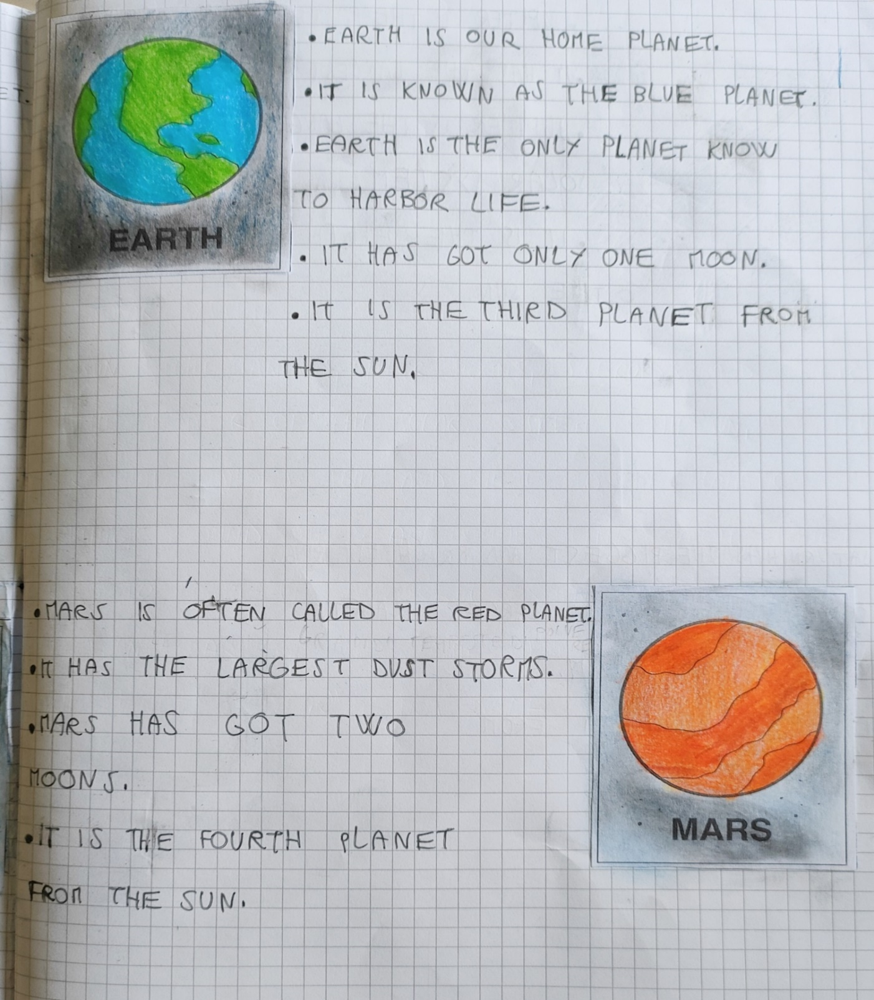 • EARTH IS OUR HOME PLANET.
• IT IS KNOWN AS THE BLUE PLANET.
• EARTH IS THE ONLY PLANET KNOW
TO HARBOR LIFE.
• IT HAS GOT ONLY ONE MOON.
• IT IS THE THIRD PLANET FROM
THE SUN.
EARTH
• MARS IS OFTEN CALLED THE RED PLANET.
• IT HAS THE LARGEST DUST STORMS.
• MARS HAS GOT TWO
MOONS.
• IT IS THE FOURTH PLANET
FROM THE SUN.
MARS